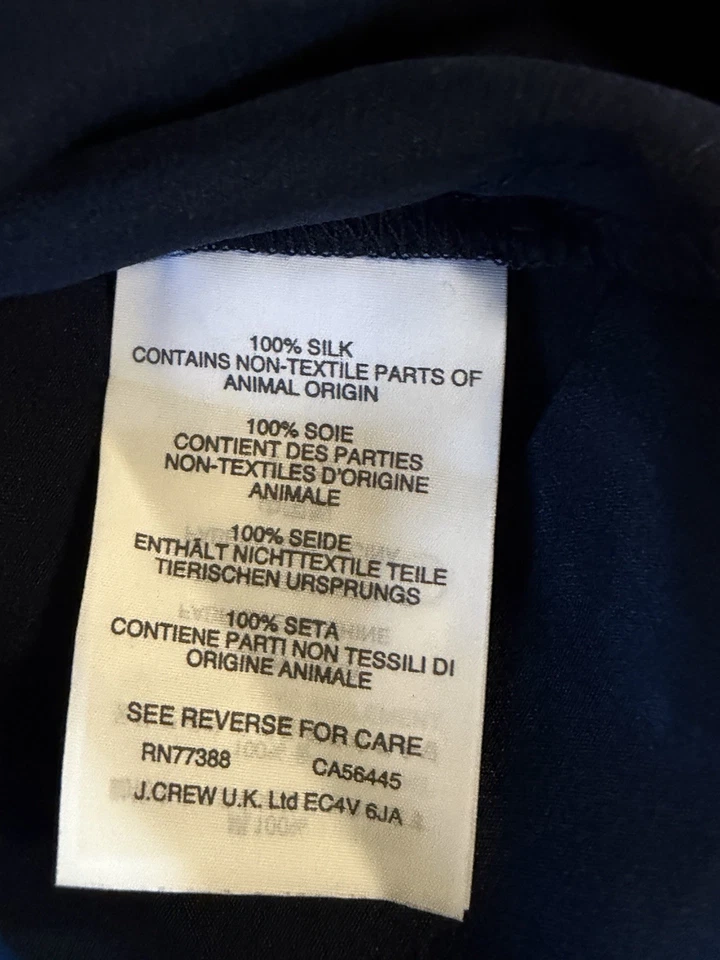 100% SILK
CONTAINS NON-TEXTILE PARTS OF
ANIMAL ORIGIN
100% SOIE
CONTIENT DES PARTIES
NON-TEXTILES D'ORIGINE
ANIMALE
100% SEIDE
ENTHÄLT NICHTTEXTILE TEILE
TIERISCHEN URSPRUNGS
100% SETA
CONTIENE PARTI NON TESSILI DI
ORIGINE ANIMALE
SEE REVERSE FOR CARE
RN77388 CA56445
J.CREW U.K. Ltd EC4V 6JA